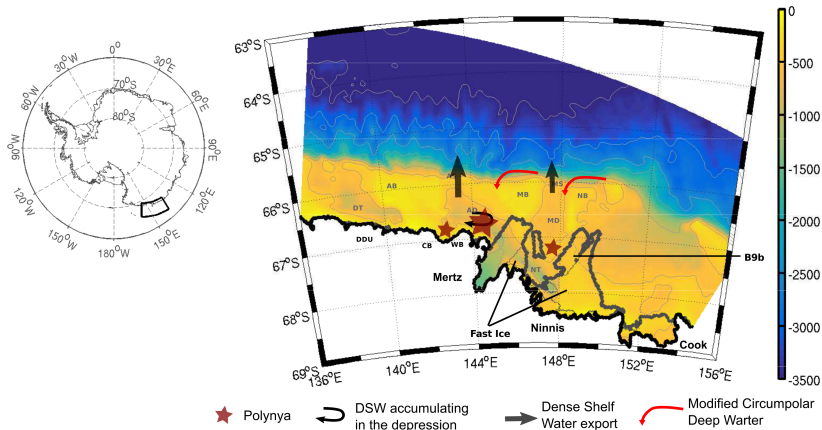 0°
30°W
30°E
60°W
60°E
70°S
80°S
90°W
90°E
120°W
120°E
150°W
150°E
180°W
63°S
64°S
65°S
66°S
67°S
68°S
69°S
136°E
140°E
144°E
148°E
152°E
156°E
AB
DT
AD
MB
MS
NB
MD
NT
DDU
CB
WB
Mertz
Fast Ice
Ninnis
Cook
B9b
0
-500
-1000
-1500
-2000
-2500
-3000
-3500
Polynya
DSW accumulating
in the depression
Dense Shelf
Water export
Modified Circumpolar
Deep Warter